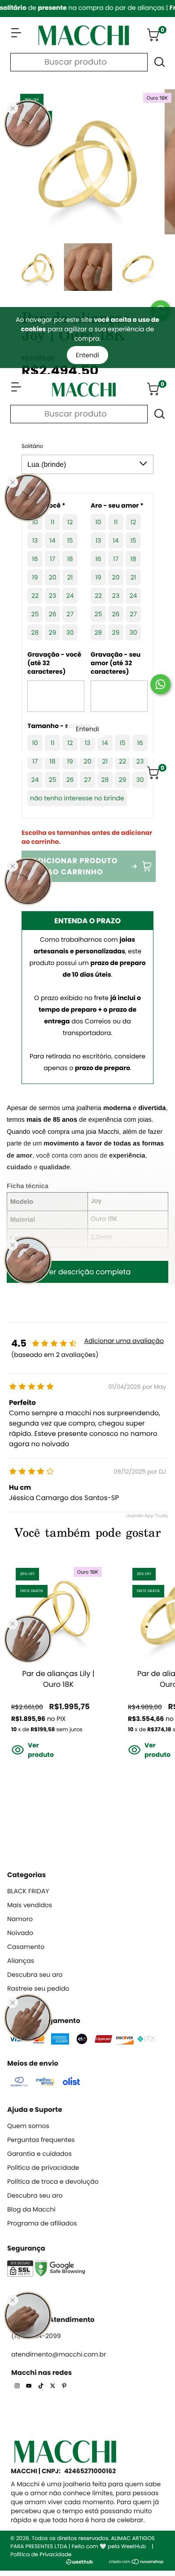 solitário de presente na compra do par de alianças |
MACCHI
0
Buscar produto
Ouro 18K
Ao navegar por este site você aceita o uso de
cookies para agilizar a sua experiência de
compra.
Entendi
Joy | Ouro 18K
R$2.494,50
MACCHI
0
Buscar produto
Solitário
Lua (brinde)
Aro - seu amor *
10 11 12 10 11 12
13 14 15 13 14 15
16 17 18 16 17 18
19 20 21 19 20 21
22 23 24 22 23 24
25 26 27 25 26 27
28 29 30 28 29 30
Gravação - você Gravação - seu
(até 32 amor (até 32
caracteres) caracteres)
Tamanho -
Entendi
10 11 12 13 14 15 16
17 18 19 20 21 22 23
24 25 26 27 28 29 30
0
não tenho interesse no brinde
Escolha os tamanhos antes de adicionar
ao carrinho.
ADICIONAR PRODUTO
AO CARRINHO
ENTENDA O PRAZO
Como trabalhamos com joias
artesanais e personalizadas, este
produto possui um prazo de preparo
de 10 dias úteis.
O prazo exibido no frete já inclui o
tempo de preparo + o prazo de
entrega dos Correios ou da
transportadora.
Para retirada no escritório, considere
apenas o prazo de preparo.
Apesar de sermos uma joalheria moderna e divertida,
temos mais de 85 anos de experiência com joias.
Quando você compra uma joia Macchi, além de fazer
parte de um movimento a favor de todas as formas
de amor, você conta com anos de experiência,
cuidado e qualidade.
Ficha técnica
Modelo Joy
Material Ouro 18K
2,0mm
Ver descrição completa
4.5 Adicionar uma avaliação
(baseado em 2 avaliações)
01/04/2026 por May
Perfeito
Como sempre a macchi nos surpreendendo,
segunda vez que compro, chegou super
rápido. Esteve presente conosco no namoro
agora no noivado
09/12/2025 por DJ
Hu cm
Jéssica Camargo dos Santos-SP
Você também pode gostar
Ouro 18K
FRETE GRÁTIS FRETE GRÁTIS
Par de alianças Lily | Par de
Ouro 18K
R$2.661,00 R$1.995,75 R$4.989,00
R$1.895,96 no PIX R$3.554,66 no
10 x de R$199,58 sem juros 10 x de R$374,18
Ver Ver
produto produto
Categorias
BLACK FRIDAY
Mais vendidos
Namoro
Noivado
Casamento
Alianças
Descubra seu aro
Rastreie seu pedido
DISCOVER
Meios de envio
olist
Ajuda e Suporte
Quem somos
Perguntas frequentes
Garantia e cuidados
Política de privacidade
Política de troca e devolução
Descubra seu aro
Blog da Macchi
Programa de afiliados
Segurança
SSL
Google
Safe Browsing
-2099
atendimento@macchi.com.br
Macchi nas redes
MACCHI
MACCHI | CNPJ: 42465271000162
A Macchi é uma joalheria feita para quem sabe
que o amor não conhece limites, para pessoas
que amam viver cada momento. Para quem já
percebeu que o tempo está passando muito
rápido e que toda hora é hora de celebrar.
© 2026. Todos os direitos reservados. ALIMAC ARTIGOS
PARA PRESENTES LTDA | Feito com pela WeetHub |
Política de Privacidade
weethub criado com nuvemshop